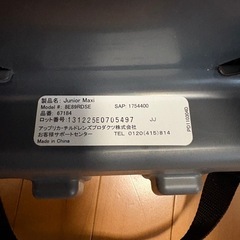 製品名: Junior Maxi
Model #: 8E89RDSE SAP: 1754400
品番: 67184
ロット番号 131225E0705497 JJ
アップリカ・チルドレンズプロダクツ株式会社
お客様サポートセンター TEL 0120(415)814
Made in China